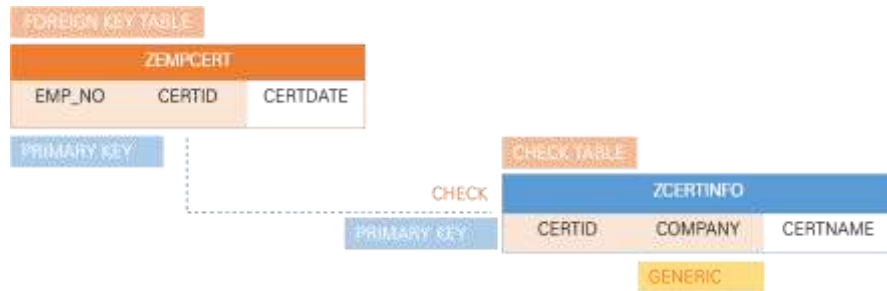 FOREIGN KEY TABLE
ZEMPCERT
EMP_NO CERTID CERTDATE
PRIMARY KEY
CHECK TABLE
CHECK
ZCERTINFO
PRIMARY KEY
CERTID COMPANY CERTNAME
GENERIC